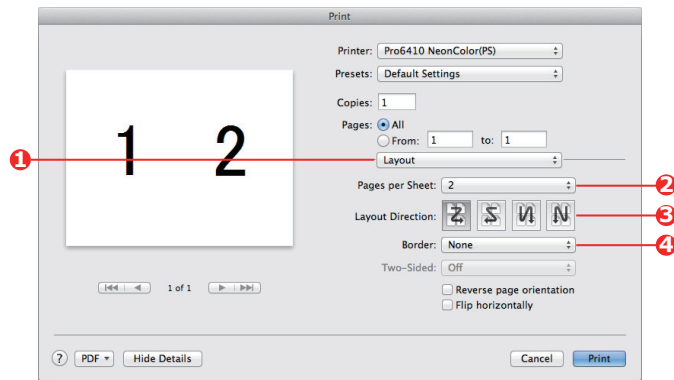 Print
Printer: Pro6410 NeonColor(PS)
Presets: Default Settings
Copies: 1
Pages: All
From: 1 to: 1
1 2
1 Layout
Pages per Sheet: 2 2
Layout Direction: 3
Border: None 4
Two-Sided: Off
1 of 1
Reverse page orientation
Flip horizontally
? PDF Hide Details Cancel Print